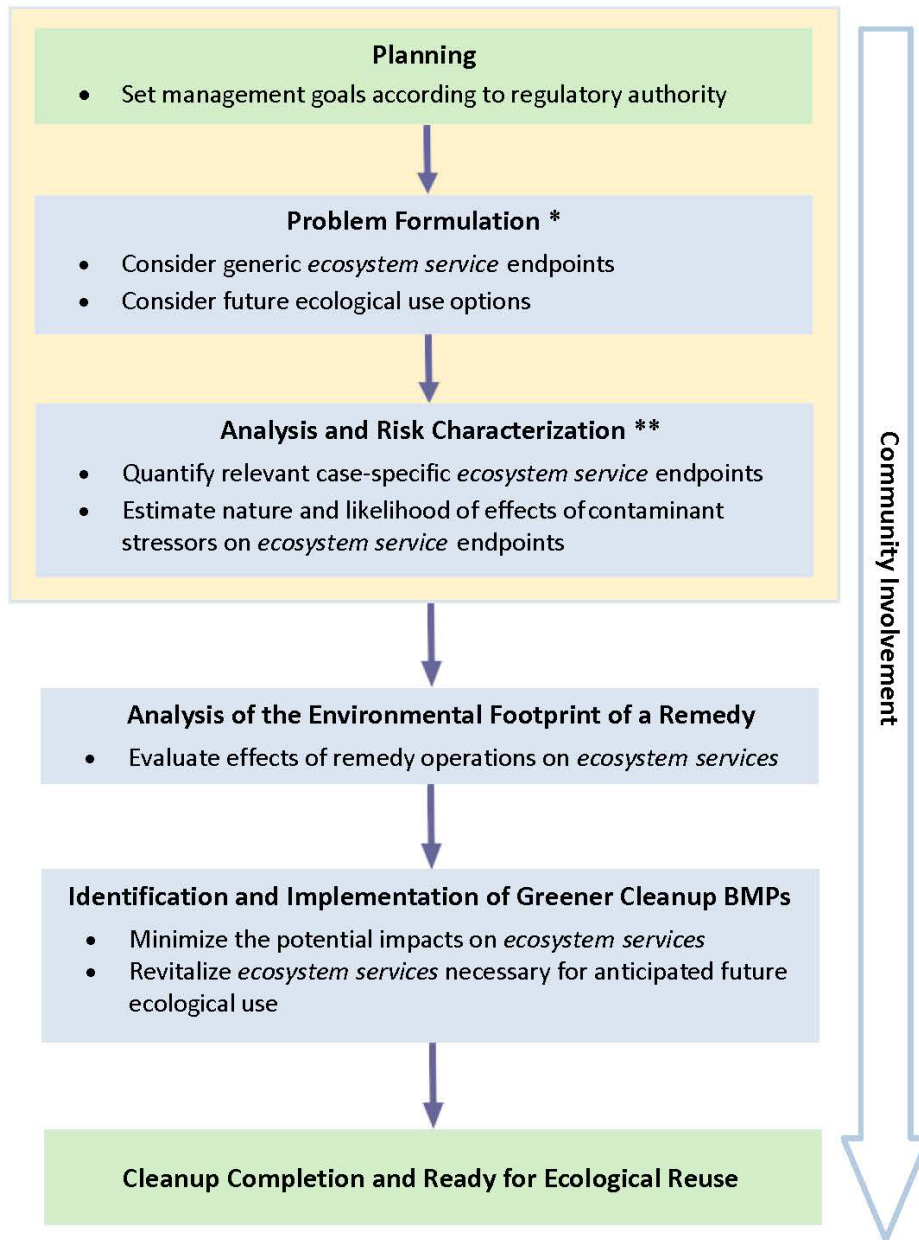 Planning
• Set management goals according to regulatory authority
Problem Formulation *
• Consider generic ecosystem service endpoints
• Consider future ecological use options
Analysis and Risk Characterization **
• Quantify relevant case-specific ecosystem service endpoints
• Estimate nature and likelihood of effects of contaminant
stressors on ecosystem service endpoints
Analysis of the Environmental Footprint of a Remedy
• Evaluate effects of remedy operations on ecosystem services
Identification and Implementation of Greener Cleanup BMPs
• Minimize the potential impacts on ecosystem services
• Revitalize ecosystem services necessary for anticipated future
ecological use
Cleanup Completion and Ready for Ecological Reuse
Community Involvement